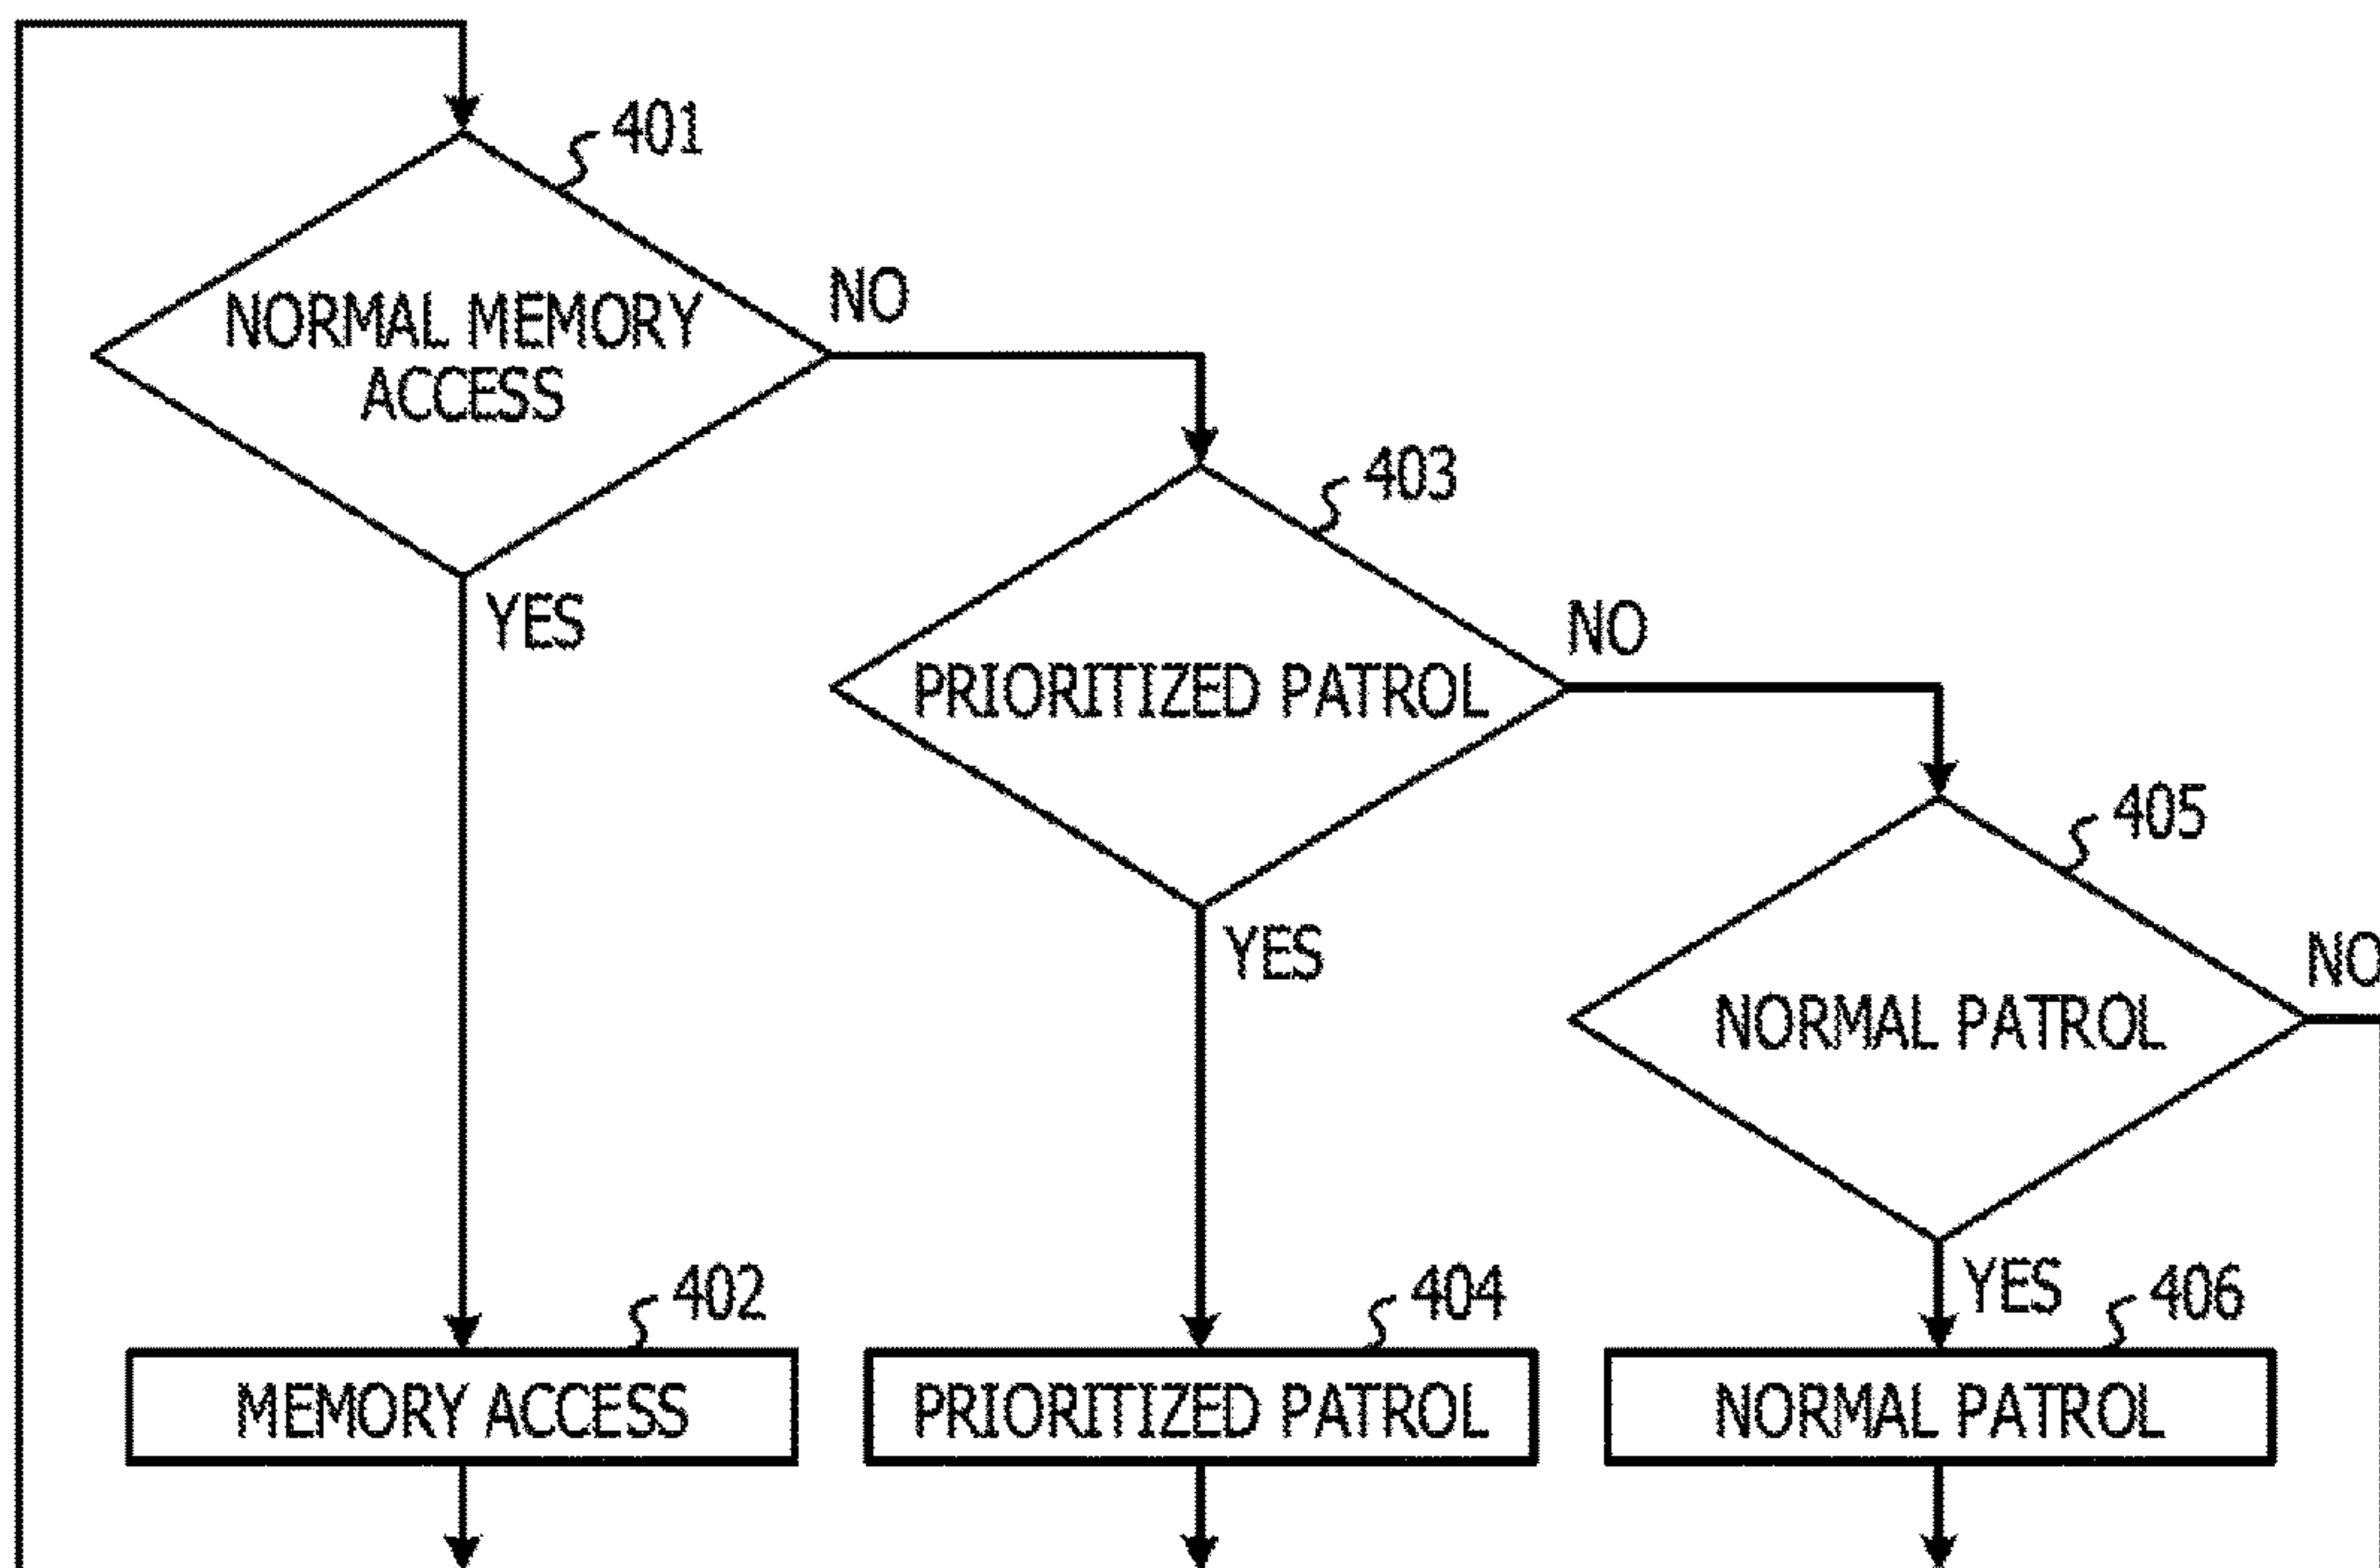 401
NORMAL MEMORY
ACCESS
NO
YES
403
PRIORITIZED PATROL
NO
YES
405
NORMAL PATROL
NO
YES
402
MEMORY ACCESS
404
PRIORITIZED PATROL
406
NORMAL PATROL